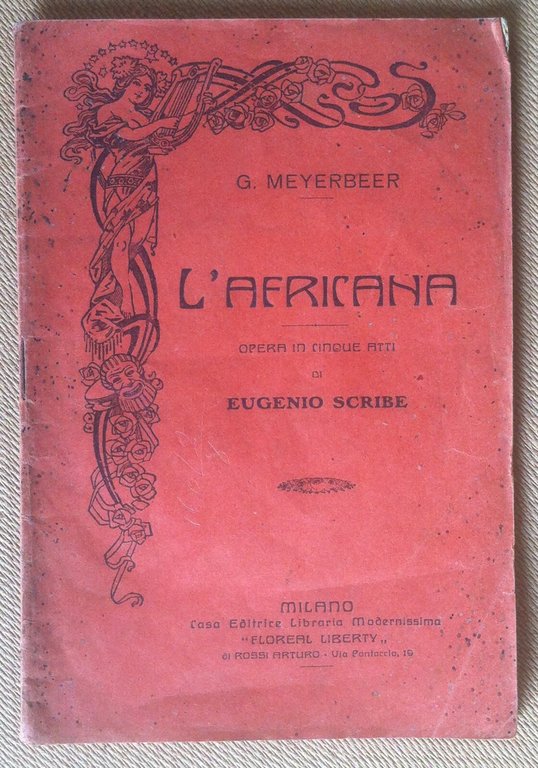 G. MEYERBEER
L'AFRICANA
OPERA IN CINQUE ATTI
DI
EUGENIO SCRIBE
MILANO
Casa Editrice Libraria Modernissima
"FLOREAL LIBERTY„
di ROSSI ARTURO - Via Pontaccio, 19